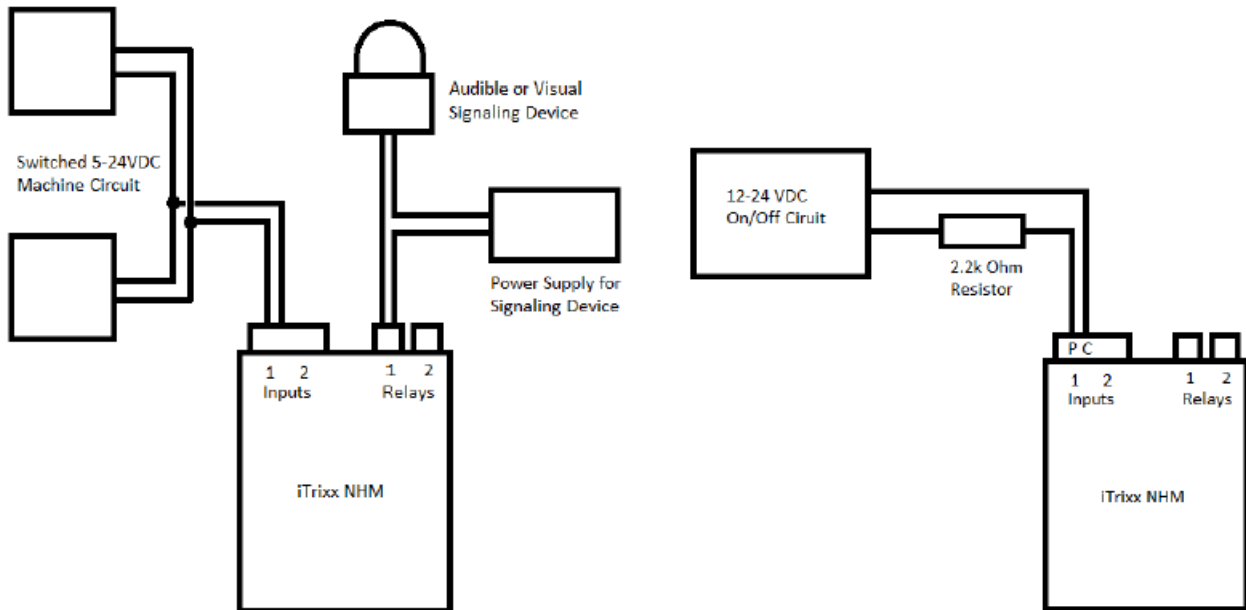 Switched 5-24VDC
Machine Circuit
Audible or Visual
Signaling Device
Power Supply for
Signaling Device
1 2
Inputs
1 2
Relays
iTrixx NHM
12-24 VDC
On/Off Ciruit
2.2k Ohm
Resistor
P C
1 2
Inputs
1 2
Relays
iTrixx NHM